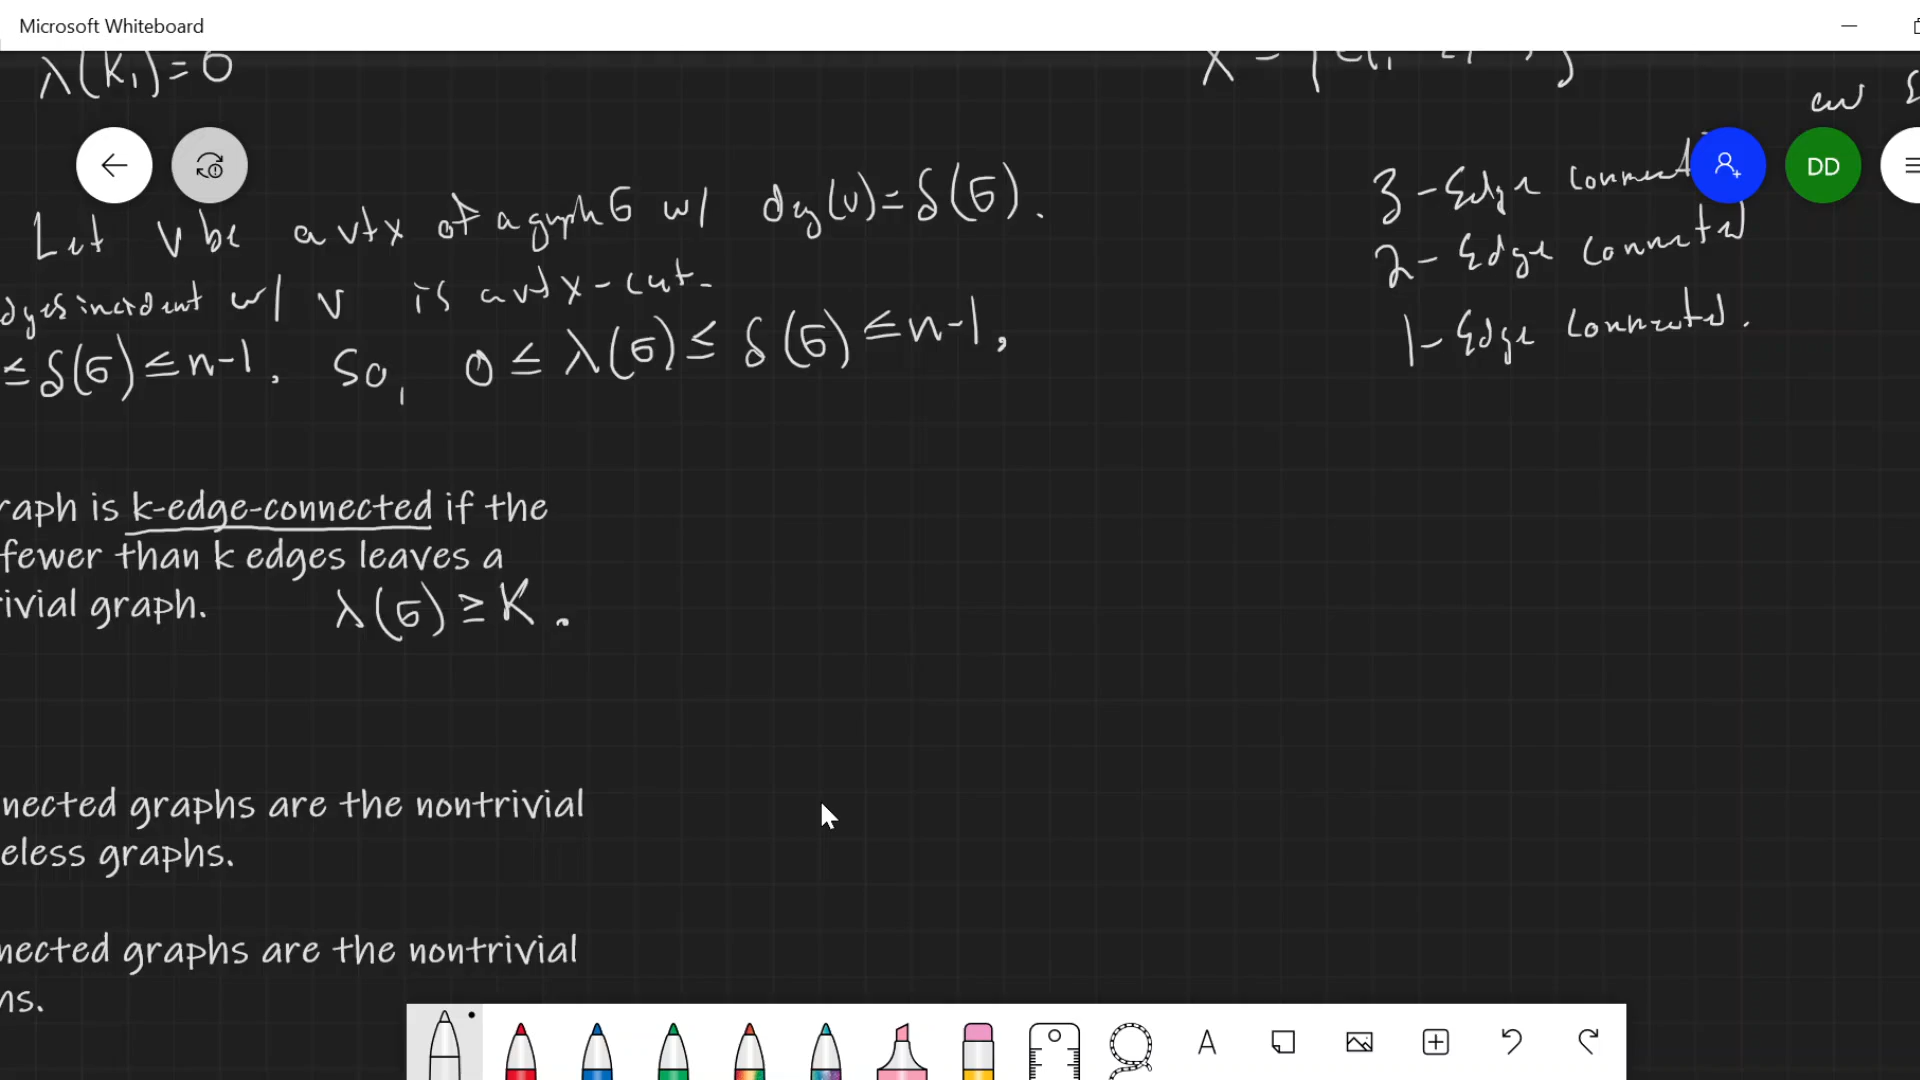 Microsoft Whiteboard
λ(K₁)=0
Let v be a vtx of a graph G w/ deg(v)=δ(G).
dges incident w/ v is a vtx-cut.
≤δ(G)≤n-1. So, 0≤λ(G)≤δ(G)≤n-1,
3-Edge connect
DD
2-Edge connected
1-Edge connected.
raph is k-edge-connected if the
fewer than k edges leaves a
ivial graph. λ(G)≥K.
nected graphs are the nontrivial
eless graphs.
nected graphs are the nontrivial
ns.
A